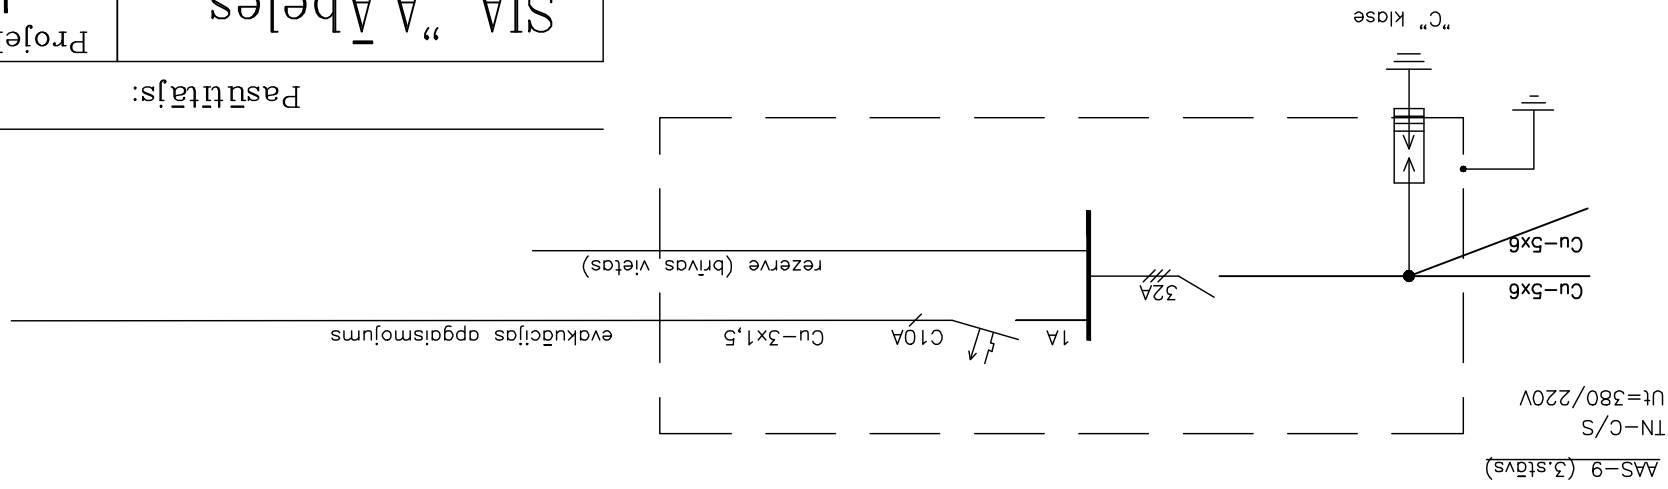 AAS-9 (3.stāvs)
TN-C/S
Ut=380/220V
1A
C10A
Cu-3x1,5
evakuācijas apgaismojums
Cu-5x6
32A
rezerve (brīvas vietas)
Cu-5x6
"C" klase
Pasūtītājs:
SIA "A Ābeles